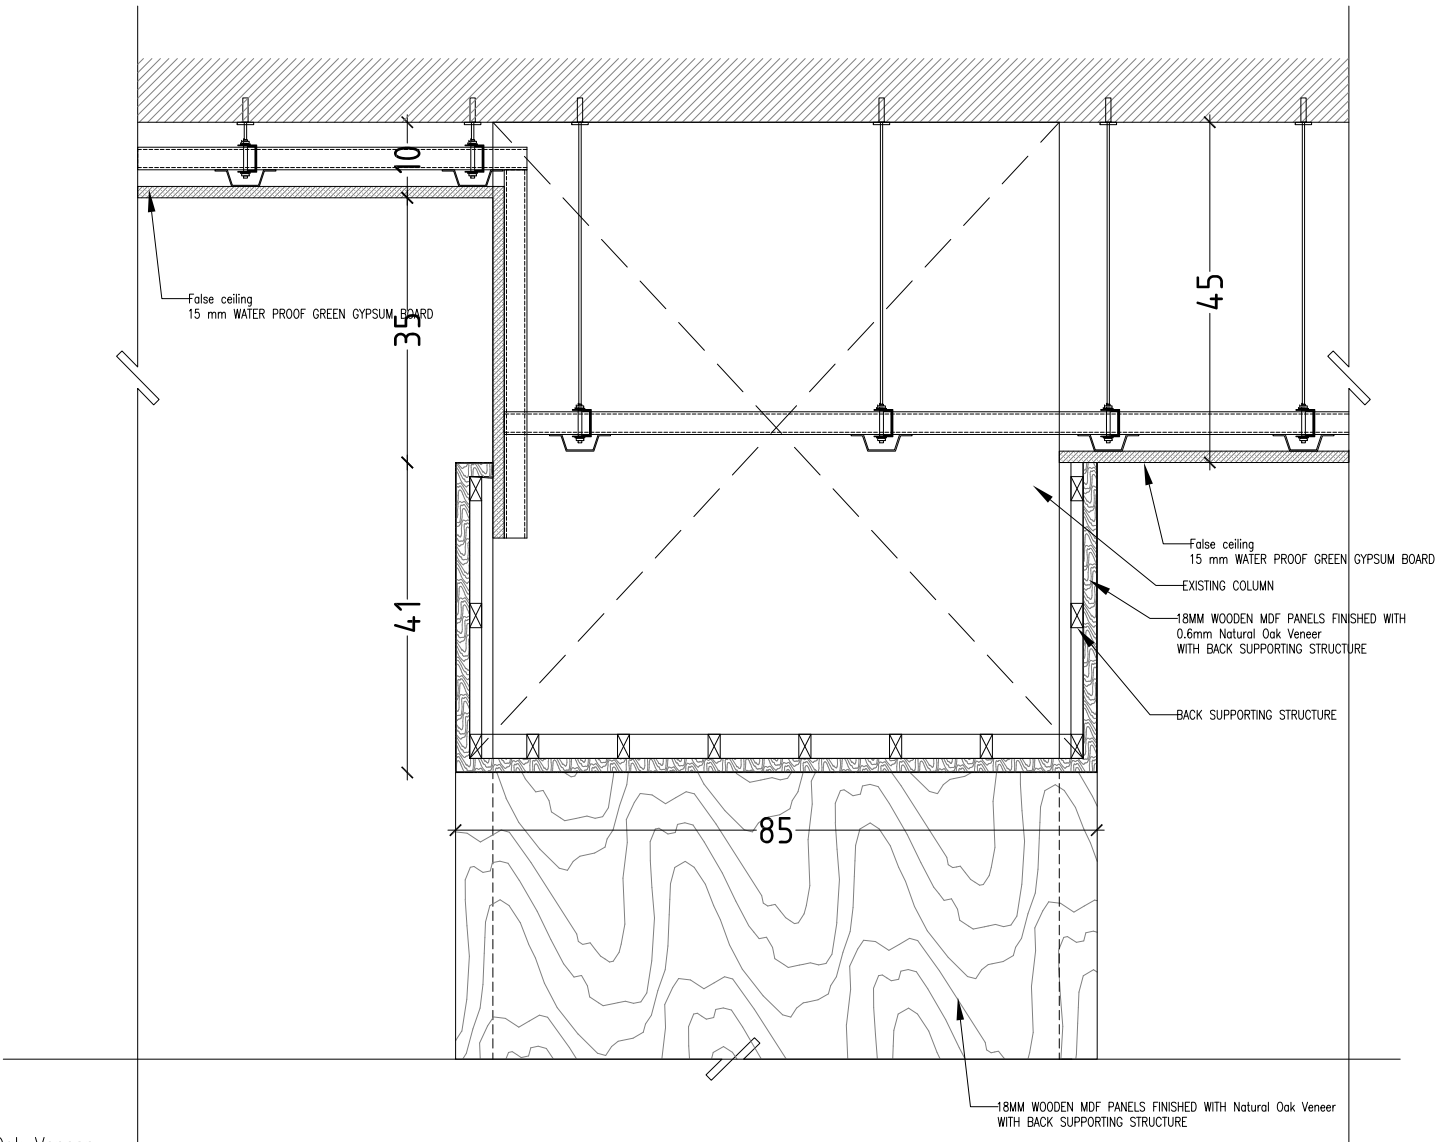 10
45
False ceiling
15 mm WATER PROOF GREEN GYPSUM BOARD
35
False ceiling
15 mm WATER PROOF GREEN GYPSUM BOARD
EXISTING COLUMN
41
18MM WOODEN MDF PANELS FINISHED WITH
0.6mm Natural Oak Veneer
WITH BACK SUPPORTING STRUCTURE
BACK SUPPORTING STRUCTURE
85
18MM WOODEN MDF PANELS FINISHED WITH Natural Oak Veneer
WITH BACK SUPPORTING STRUCTURE